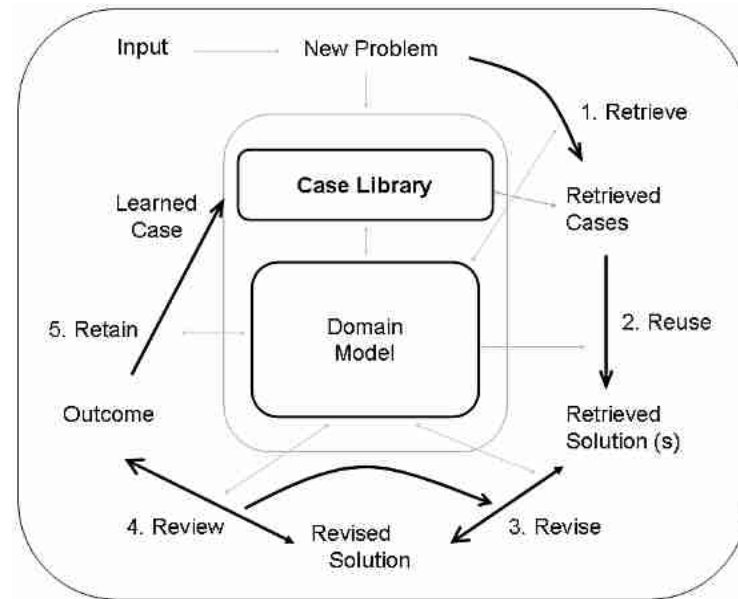 Input
New Problem
1. Retrieve
Case Library
Learned
Case
Retrieved
Cases
5. Retain
Domain
Model
2. Reuse
Outcome
Retrieved
Solution (s)
4. Review
Revised
Solution
3. Revise